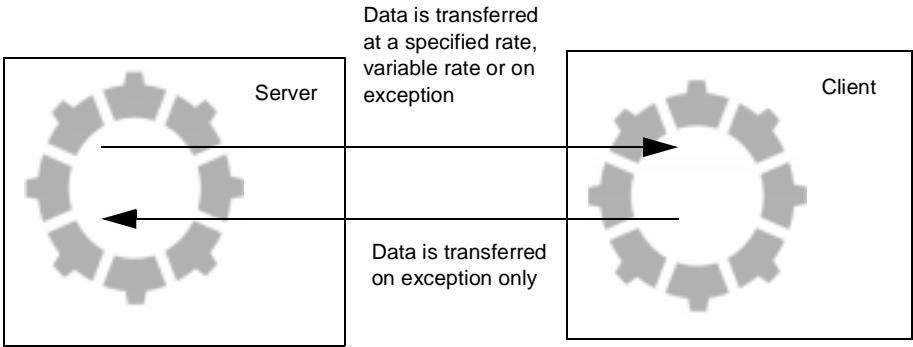 Data is transferred
at a specified rate,
variable rate or on
exception
Server
Client
Data is transferred
on exception only